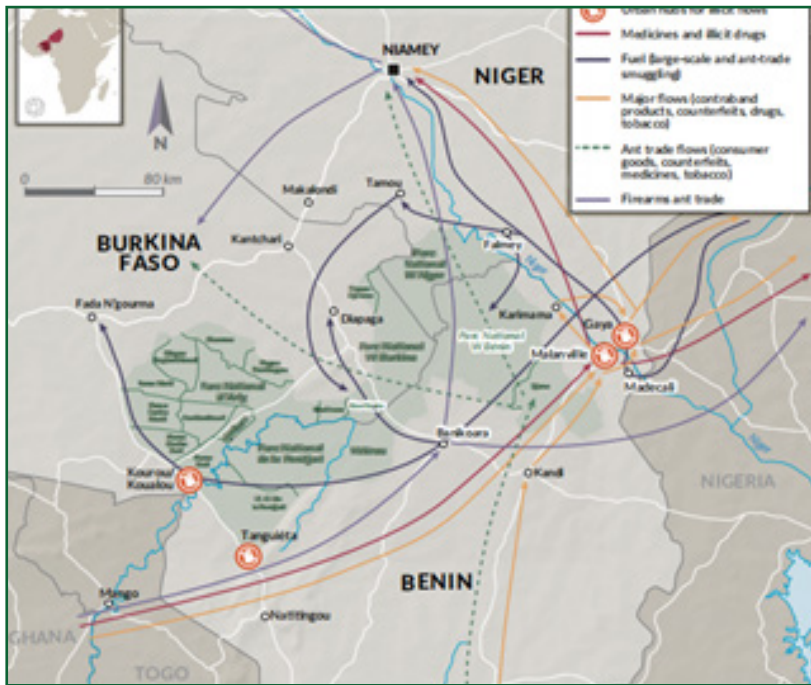 Urban hubs for illicit flows
Medicines and illicit drugs
Fuel (large-scale and ant-trade
smuggling)
Major flows (contraband
products, counterfeits, drugs,
tobacco)
Ant trade flows (consumer
goods, counterfeits,
medicines, tobacco)
Firearms ant trade
NIAMEY
NIGER
N
0
80 km
Makalondi
Tamou
Kantchari
BURKINA
FASO
Falmey
Parc
National
W Niger
Niger
Fada N'gourma
Diapaga
Karimama
Gaya
Parc National
W Benin
Parc National
W Burkina
Malanville
Madecali
Parc National
d'Arly
Banikoara
Niger
Parc National
de la Pendjari
Kourou/
Koualou
Kandi
NIGERIA
Tanguiéta
BENIN
Mango
Natitingou
GHANA
TOGO